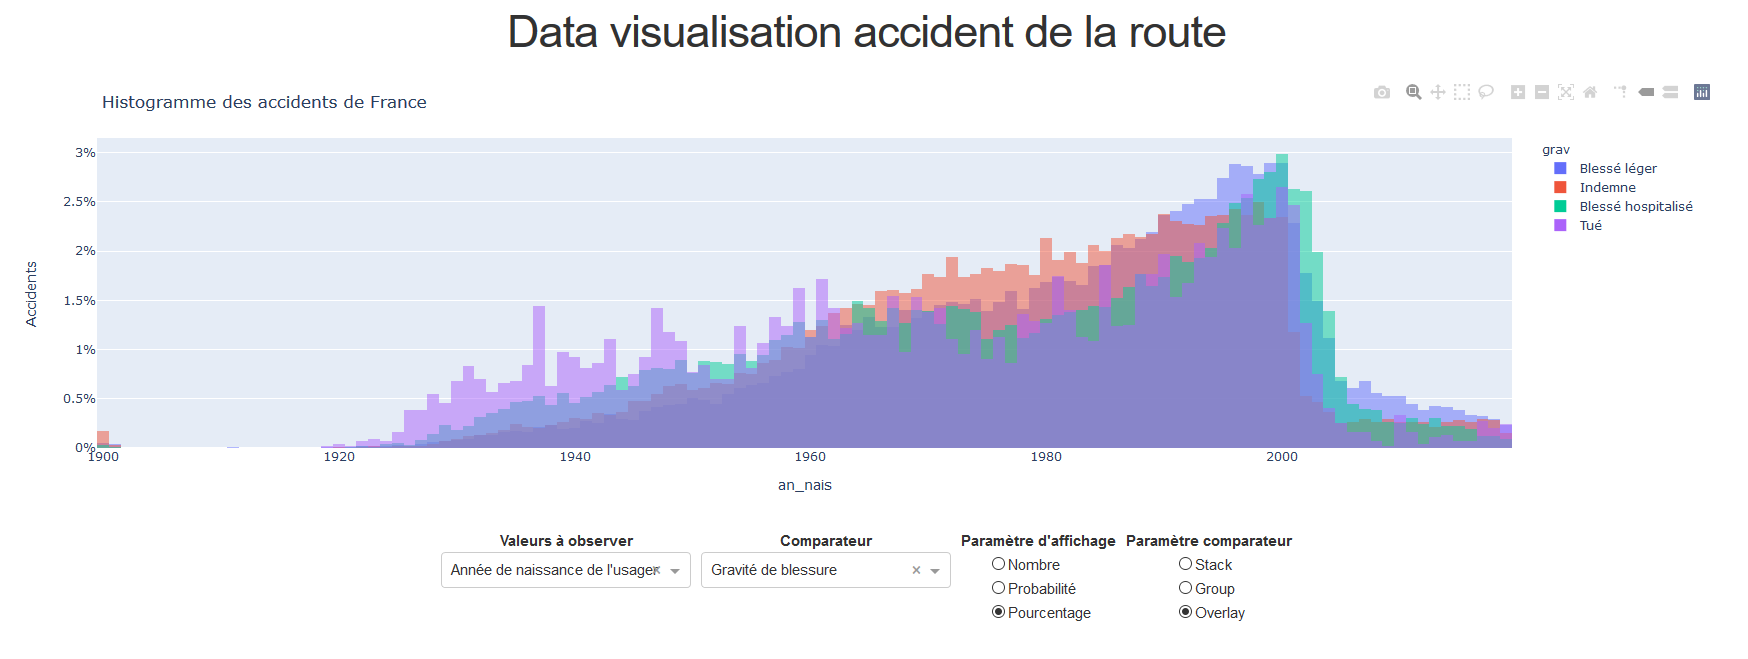 Data visualisation accident de la route
Histogramme des accidents de France
3%
2.5%
2%
1.5%
1%
0.5%
0%
Accidents
1900 1920 1940 1960 1980 2000
an_nais
grav
Blessé léger
Indemne
Blessé hospitalisé
Tué
Valeurs à observer Comparateur Paramètre d'affichage Paramètre comparateur
Année de naissance de l'usager × Gravité de blessure ×
Nombre Stack
Probabilité Group
Pourcentage Overlay